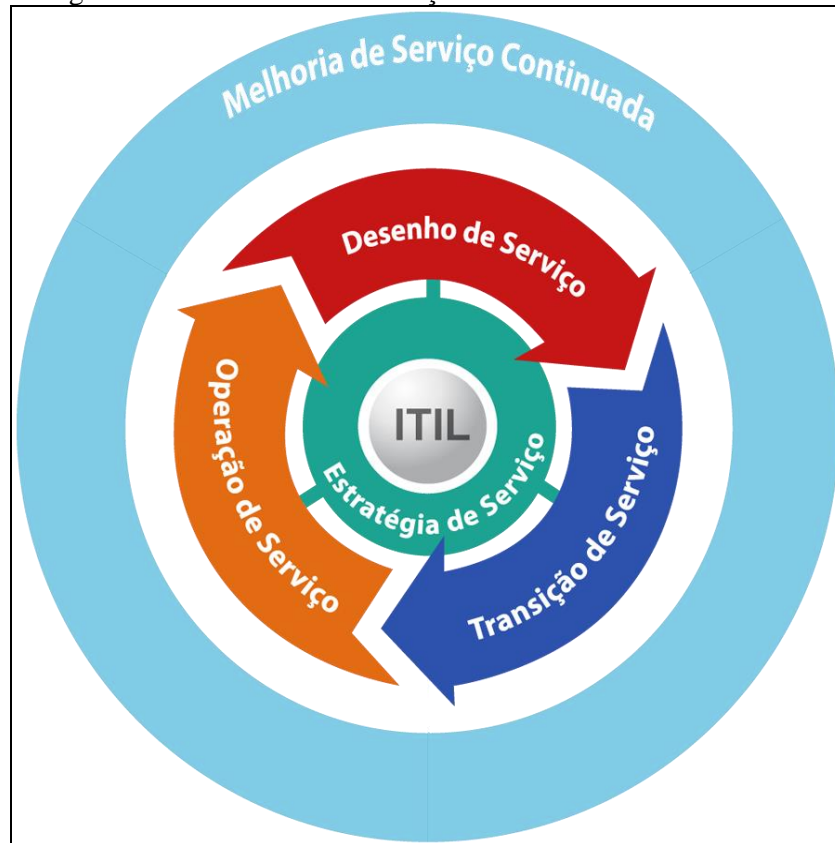 Melhoria de Serviço Continuada
Desenho de Serviço
Transição de Serviço
Operação de Serviço
Estratégia de Serviço
ITIL